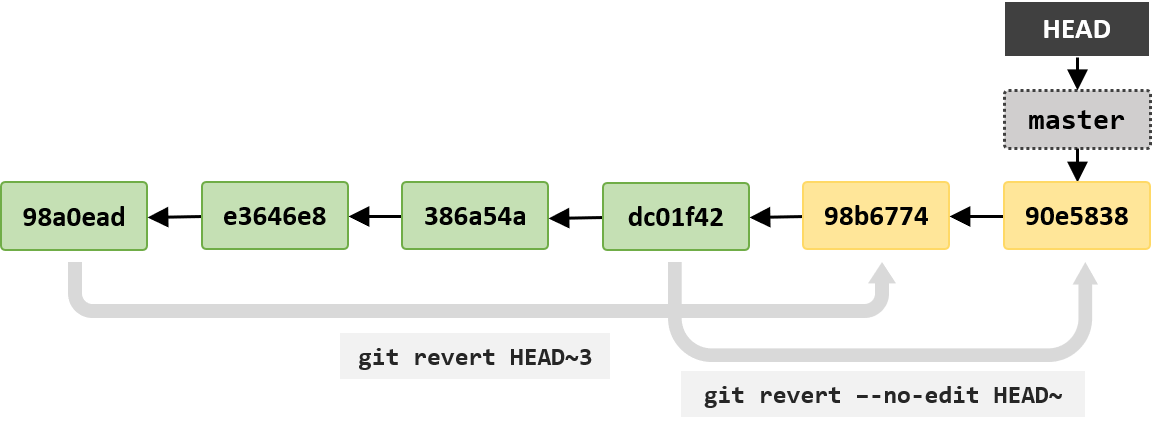 HEAD
master
98a0ead
e3646e8
386a54a
dc01f42
98b6774
90e5838
git revert HEAD~3
git revert –-no-edit HEAD~